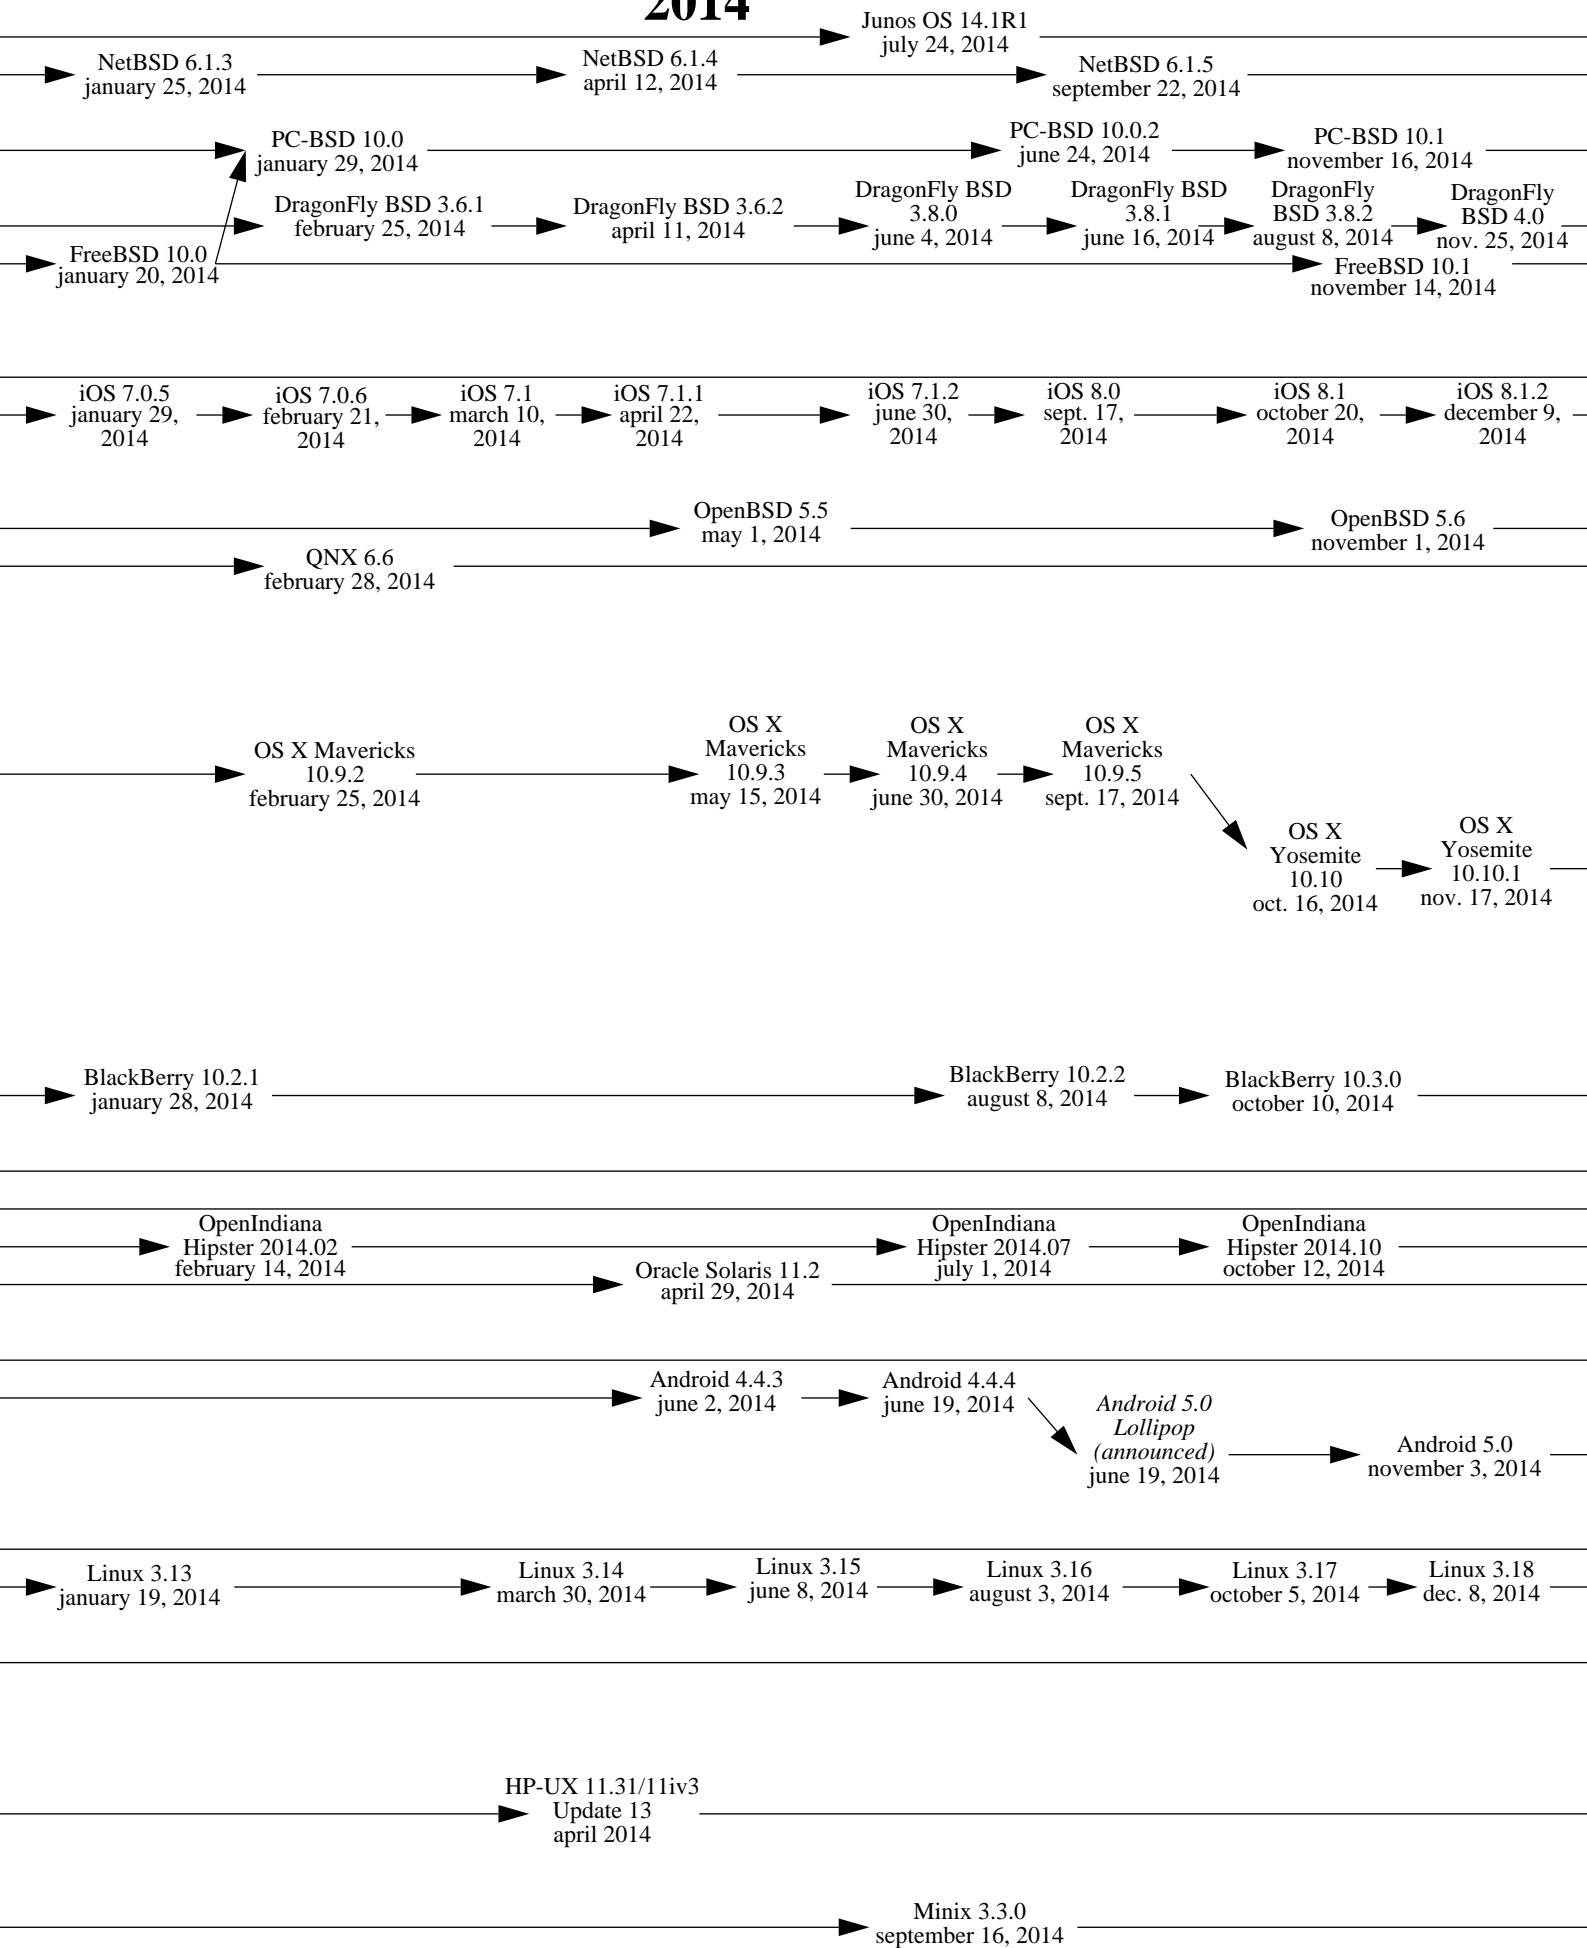 2014
Junos OS 14.1R1
july 24, 2014
NetBSD 6.1.3
january 25, 2014
NetBSD 6.1.4
april 12, 2014
NetBSD 6.1.5
september 22, 2014
PC-BSD 10.0
january 29, 2014
PC-BSD 10.0.2
june 24, 2014
PC-BSD 10.1
november 16, 2014
DragonFly BSD 3.6.1
february 25, 2014
DragonFly BSD 3.6.2
april 11, 2014
DragonFly BSD
3.8.0
june 4, 2014
DragonFly BSD
3.8.1
june 16, 2014
DragonFly
BSD 3.8.2
august 8, 2014
DragonFly
BSD 4.0
nov. 25, 2014
FreeBSD 10.0
january 20, 2014
FreeBSD 10.1
november 14, 2014
iOS 7.0.5
january 29,
2014
iOS 7.0.6
february 21,
2014
iOS 7.1
march 10,
2014
iOS 7.1.1
april 22,
2014
iOS 7.1.2
june 30,
2014
iOS 8.0
sept. 17,
2014
iOS 8.1
october 20,
2014
iOS 8.1.2
december 9,
2014
OpenBSD 5.5
may 1, 2014
OpenBSD 5.6
november 1, 2014
QNX 6.6
february 28, 2014
OS X Mavericks
10.9.2
february 25, 2014
OS X
Mavericks
10.9.3
may 15, 2014
OS X
Mavericks
10.9.4
june 30, 2014
OS X
Mavericks
10.9.5
sept. 17, 2014
OS X
Yosemite
10.10
oct. 16, 2014
OS X
Yosemite
10.10.1
nov. 17, 2014
BlackBerry 10.2.1
january 28, 2014
BlackBerry 10.2.2
august 8, 2014
BlackBerry 10.3.0
october 10, 2014
OpenIndiana
Hipster 2014.02
february 14, 2014
OpenIndiana
Hipster 2014.07
july 1, 2014
OpenIndiana
Hipster 2014.10
october 12, 2014
Oracle Solaris 11.2
april 29, 2014
Android 4.4.3
june 2, 2014
Android 4.4.4
june 19, 2014
Android 5.0
Lollipop
(announced)
june 19, 2014
Android 5.0
november 3, 2014
Linux 3.13
january 19, 2014
Linux 3.14
march 30, 2014
Linux 3.15
june 8, 2014
Linux 3.16
august 3, 2014
Linux 3.17
october 5, 2014
Linux 3.18
dec. 8, 2014
HP-UX 11.31/11iv3
Update 13
april 2014
Minix 3.3.0
september 16, 2014